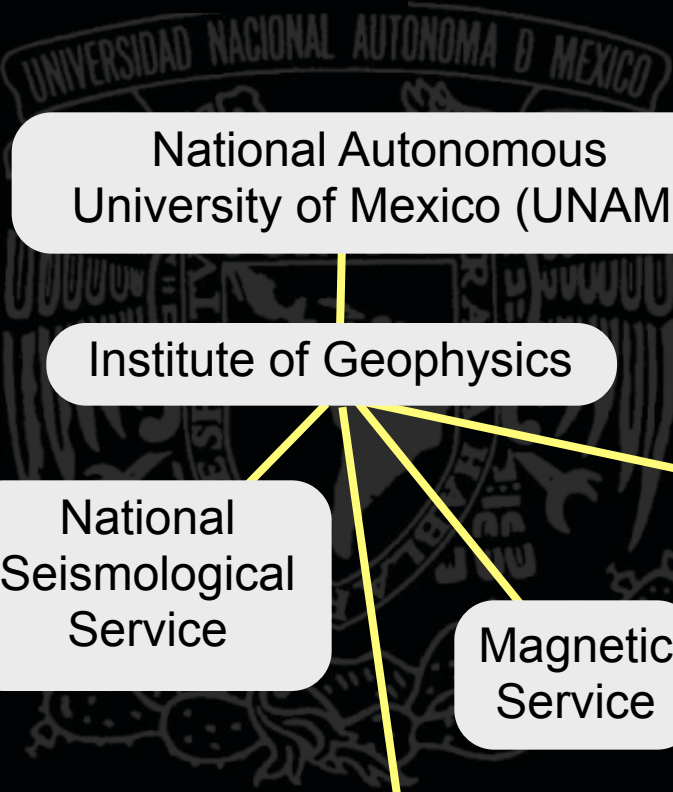 UNIVERSIDAD NACIONAL AUTONOMA D MEXICO
National Autonomous
University of Mexico (UNAM
Institute of Geophysics
National
Seismological
Service
Magnetic
Service